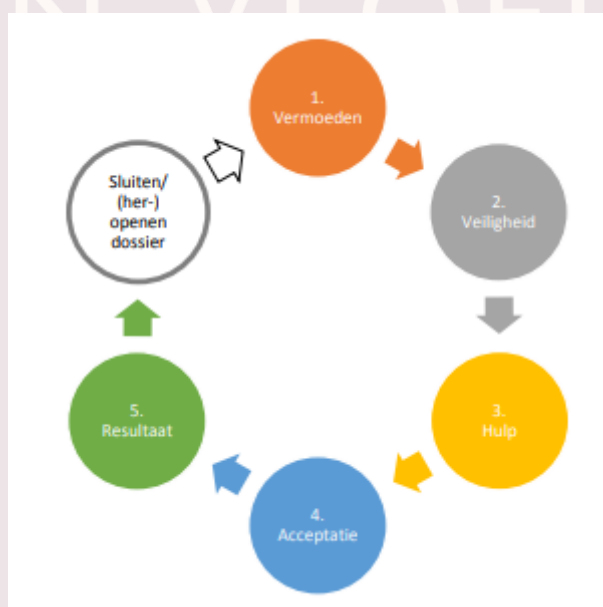 1.
Vermoeden
2.
Veiligheid
3.
Hulp
4.
Acceptatie
5.
Resultaat
Sluiten/
(her-)
openen
dossier